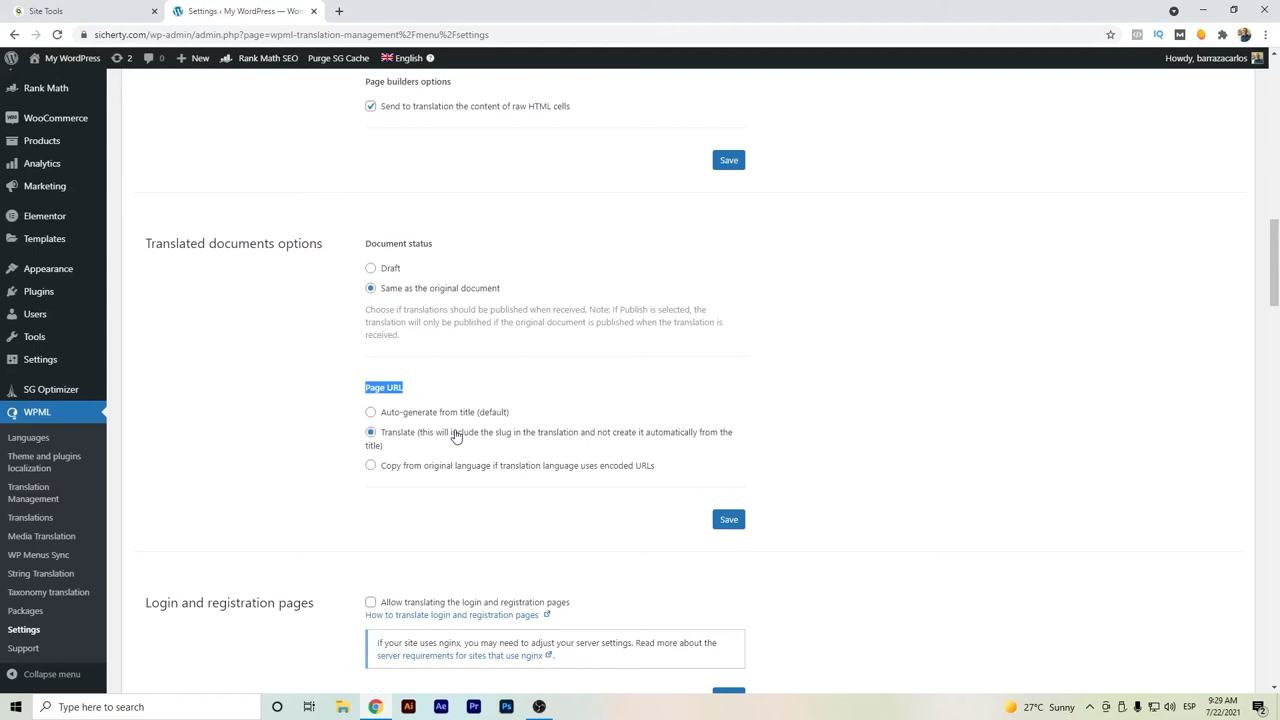 Site Tools
Settings ‹ My WordPress — Wor
sicherty.com/wp-admin/admin.php?page=wpml-translation-management%2Fmenu%2Fsettings
My WordPress 2 0 New Rank Math SEO Purge SG Cache English
Howdy, barrazacarlos
Rank Math
WooCommerce
Products
Analytics
Marketing
Elementor
Templates
Appearance
Plugins
Users
Tools
Settings
SG Optimizer
WPML
Languages
Theme and plugins
localization
Translation
Management
Translations
Media Translation
WP Menus Sync
String Translation
Taxonomy translation
Packages
Settings
Support
Collapse menu
Page builders options
Send to translation the content of raw HTML cells
Save
Translated documents options
Document status
Draft
Same as the original document
Choose if translations should be published when received. Note: If Publish is selected, the
translation will only be published if the original document is published when the translation is
received.
Page URL
Auto-generate from title (default)
Translate (this will include the slug in the translation and not create it automatically from the
title)
Copy from original language if translation language uses encoded URLs
Save
Login and registration pages
Allow translating the login and registration pages
How to translate login and registration pages
If your site uses nginx, you may need to adjust your server settings. Read more about the
server requirements for sites that use nginx .
Type here to search
Ai Ae Pr Ps
27°C Sunny
ESP
9:29 AM
7/22/2021
2